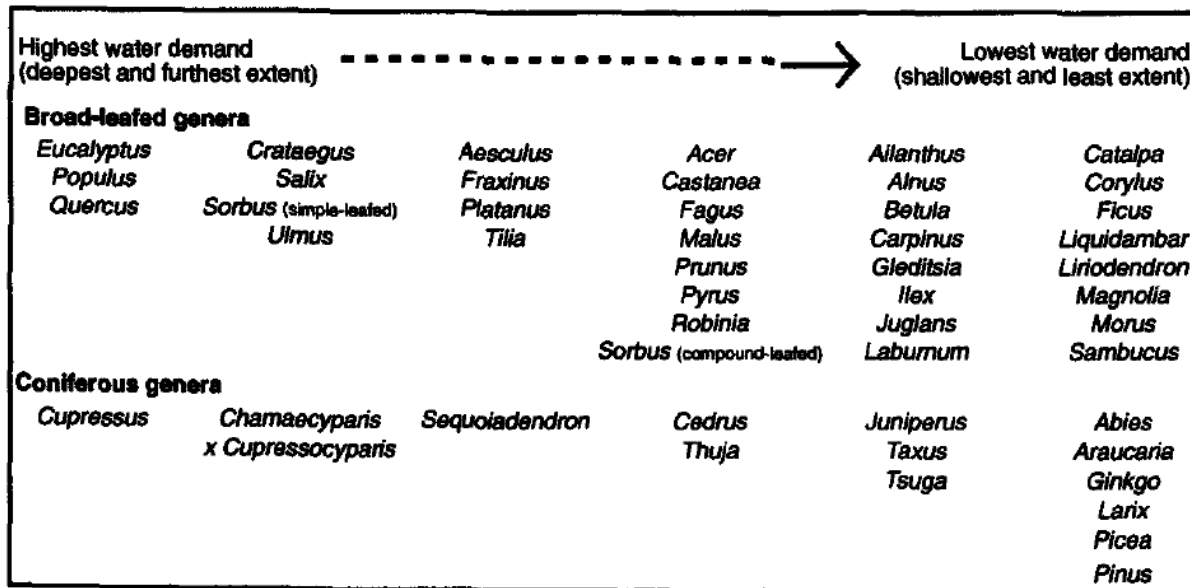 Highest water demand Lowest water demand
(deepest and furthest extent) (shallowest and least extent)
Broad-leafed genera
Eucalyptus Crataegus Aesculus Acer Ailanthus Catalpa
Populus Salix Fraxinus Castanea Alnus Corylus
Quercus Sorbus (simple-leafed) Platanus Fagus Betula Ficus
Ulmus Tilia Malus Carpinus Liquidambar
Prunus Gleditsia Liriodendron
Pyrus Ilex Magnolia
Robinia Juglans Morus
Sorbus (compound-leafed) Laburnum Sambucus
Coniferous genera
Cupressus Chamaecyparis Sequoiadendron Cedrus Juniperus Abies
x Cupressocyparis Thuja Taxus Araucaria
Tsuga Ginkgo
Larix
Picea
Pinus